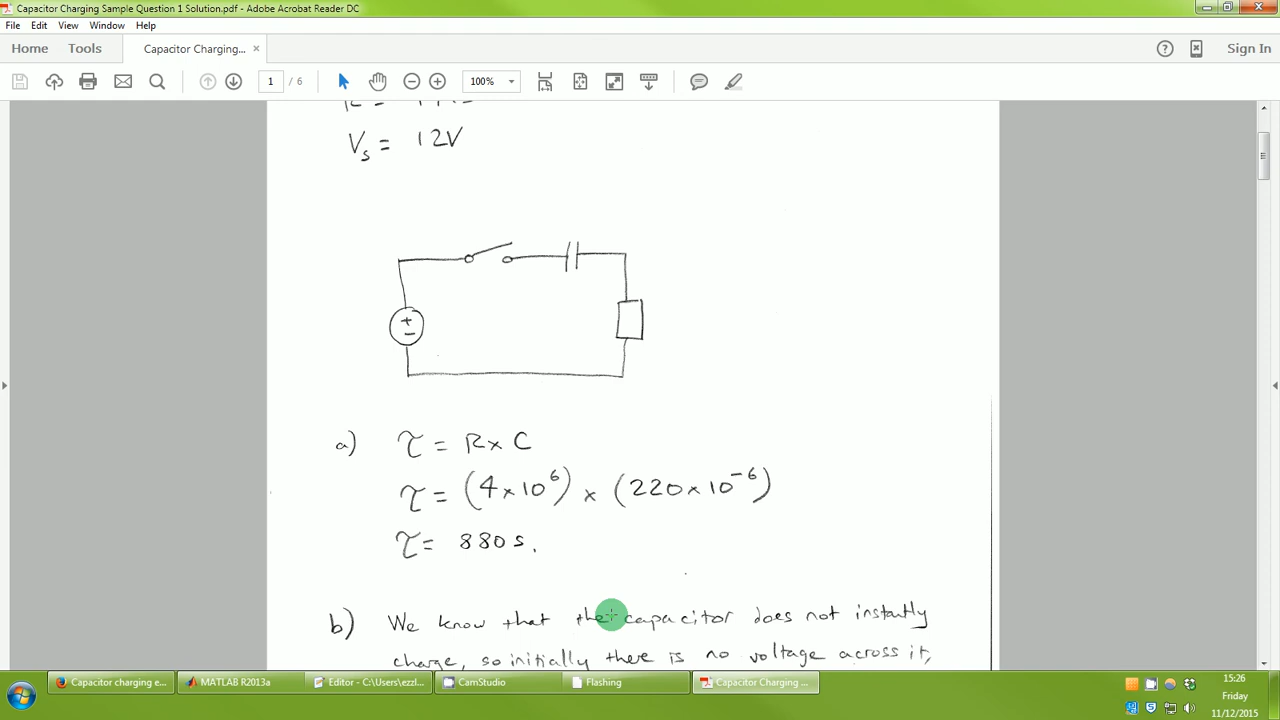 Capacitor Charging Sample Question 1 Solution.pdf - Adobe Acrobat Reader DC
File Edit View Window Help
Home Tools Capacitor Charging... × Sign In
1 / 6 100%
Vs = 12V
+
−
a) τ = R × C
τ = (4 × 10⁶) × (220 × 10⁻⁶)
τ = 880 s.
b) We know that the capacitor does not instantly
charge, so initially there is no voltage across it,
Capacitor charging e... MATLAB R2013a Editor - C:\Users\ezzl... CamStudio Flashing Capacitor Charging ...
15:26
Friday
11/12/2015